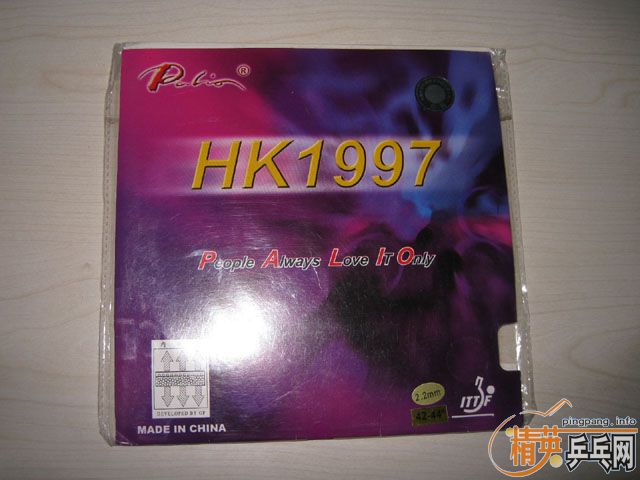 Palio ®
HK1997
People Always Love It Only
DEVELOPED BY GP
MADE IN CHINA
2.2mm
42-44°
ITTF
pingpang.info
精英乒乓网